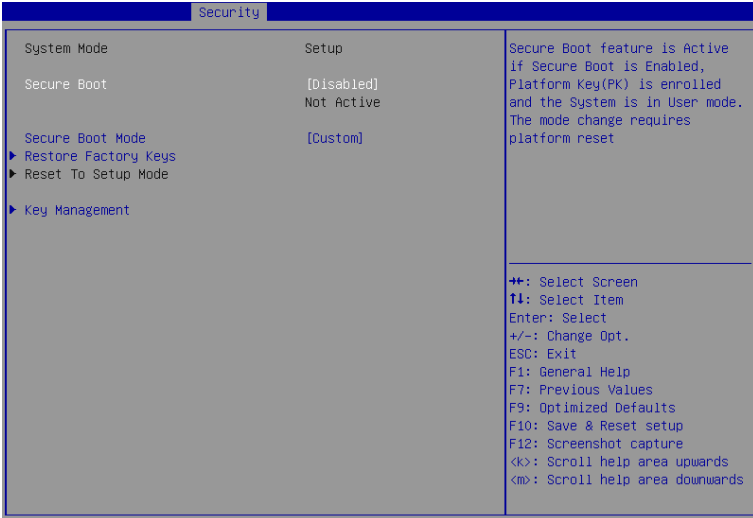 Security
System Mode Setup
Secure Boot [Disabled]
Not Active
Secure Boot Mode [Custom]
Restore Factory Keys
Reset To Setup Mode
Key Management
Secure Boot feature is Active
if Secure Boot is Enabled,
Platform Key(PK) is enrolled
and the System is in User mode.
The mode change requires
platform reset
→←: Select Screen
↑↓: Select Item
Enter: Select
+/-: Change Opt.
ESC: Exit
F1: General Help
F7: Previous Values
F9: Optimized Defaults
F10: Save & Reset setup
F12: Screenshot capture
<k>: Scroll help area upwards
<m>: Scroll help area downwards